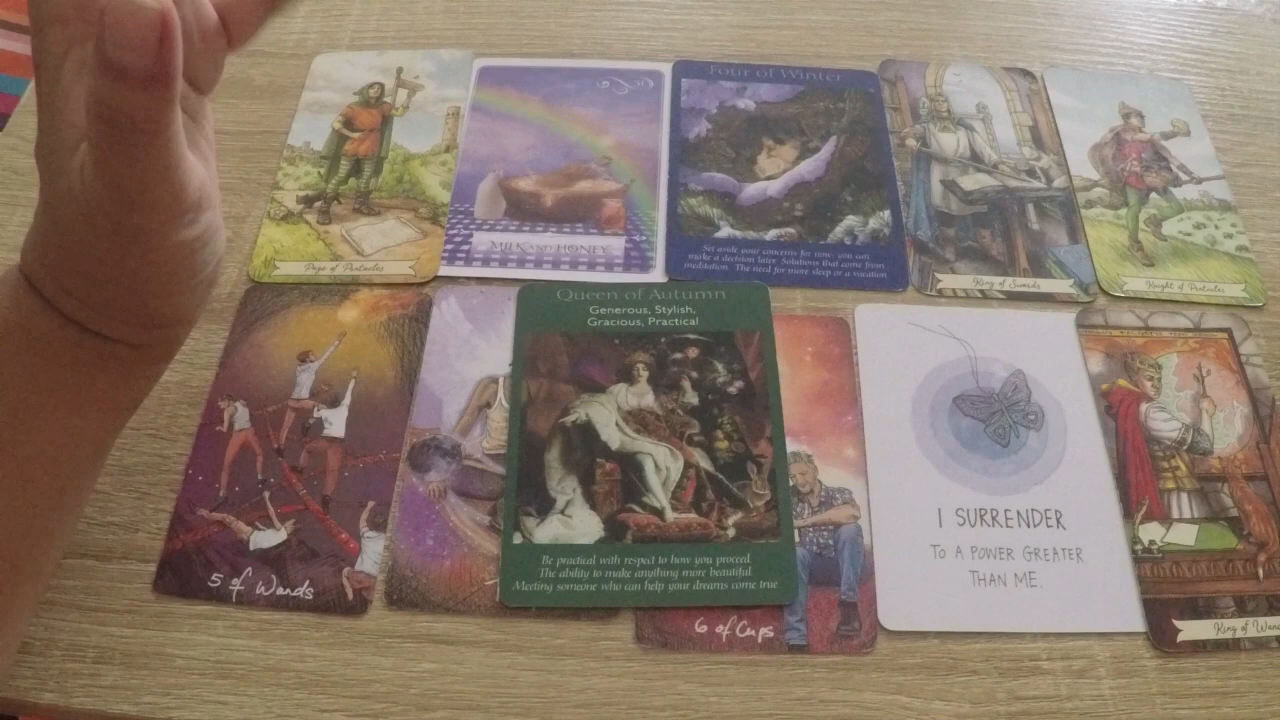 Page of Pentacles
MILK AND HONEY
Four of Winter
Set aside your concerns for now: you can
make a decision later. Solutions that come from
meditation. The need for more sleep or a vacation.
King of Swords
Knight of Pentacles
5 of Wands
Queen of Autumn
Generous, Stylish,
Gracious, Practical
Be practical with respect to how you proceed.
The ability to make anything more beautiful.
Meeting someone who can help your dreams come true.
6 of Cups
I SURRENDER
TO A POWER GREATER
THAN ME.
King of Wand